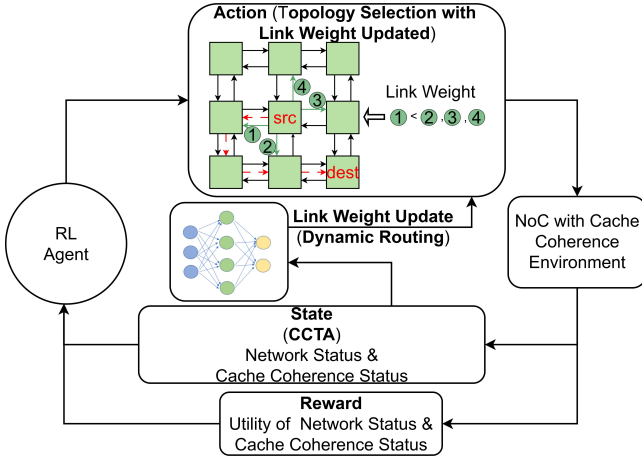 Action (Topology Selection with
Link Weight Updated)
4
3
src
1
2
dest
Link Weight
1 < 2 , 3 , 4
RL
Agent
Link Weight Update
(Dynamic Routing)
NoC with Cache
Coherence
Environment
State
(CCTA)
Network Status &
Cache Coherence Status
Reward
Utility of Network Status &
Cache Coherence Status